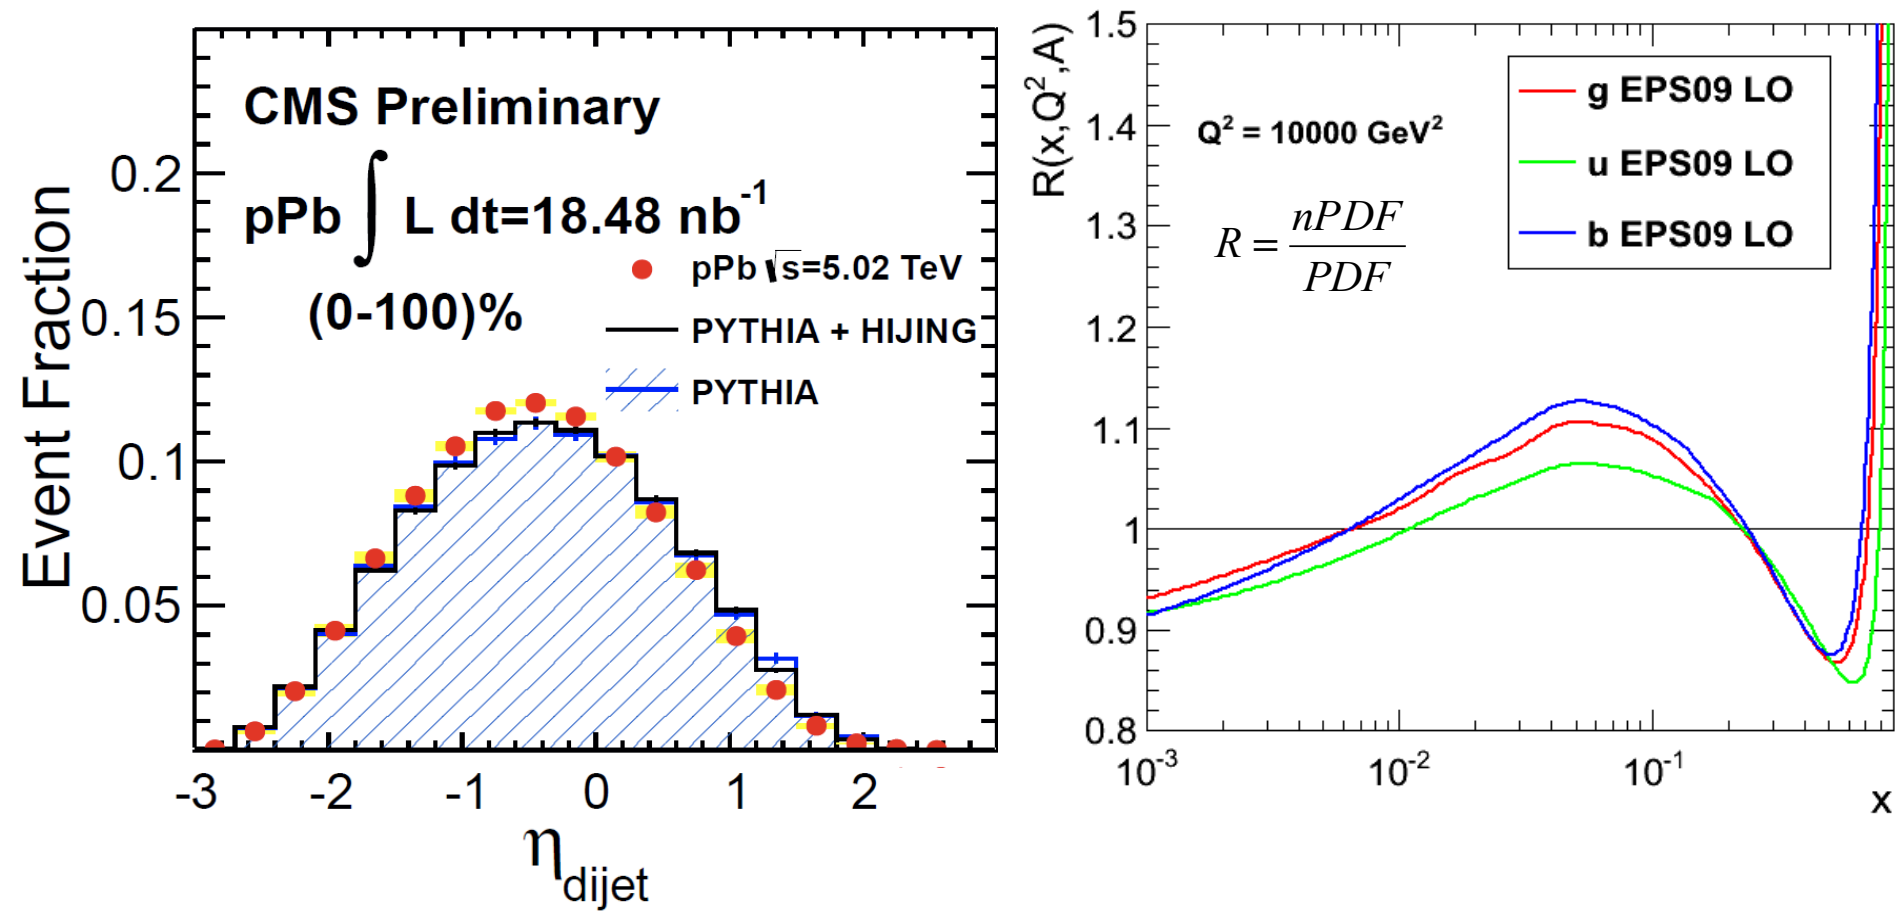 CMS Preliminary
pPb ∫ L dt=18.48 nb⁻¹
(0-100)%
pPb √s=5.02 TeV
PYTHIA + HIJING
PYTHIA
Event Fraction
0.2
0.15
0.1
0.05
-3 -2 -1 0 1 2
η_dijet
R(x,Q²,A)
1.5
1.4
1.3
1.2
1.1
1
0.9
0.8
Q² = 10000 GeV²
R = nPDF / PDF
g EPS09 LO
u EPS09 LO
b EPS09 LO
10⁻³ 10⁻² 10⁻¹
x